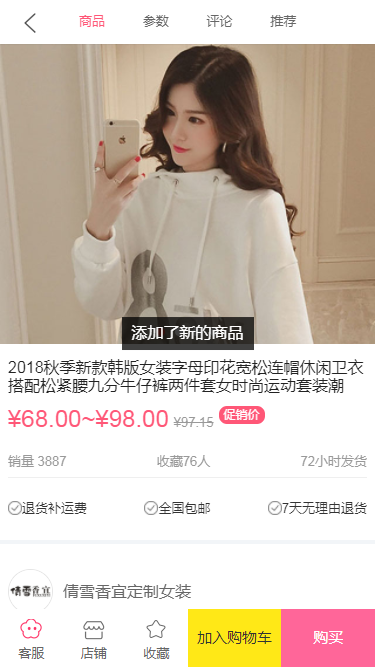 商品 参数 评论 推荐
添加了新的商品
2018秋季新款韩版女装字母印花宽松连帽休闲卫衣
搭配松紧腰九分牛仔裤两件套女时尚运动套装潮
¥68.00~¥98.00 ¥97.15 促销价
销量 3887 收藏76人 72小时发货
退货补运费 全国包邮 7天无理由退货
倩雪香宜 倩雪香宜定制女装
客服 店铺 收藏 加入购物车 购买